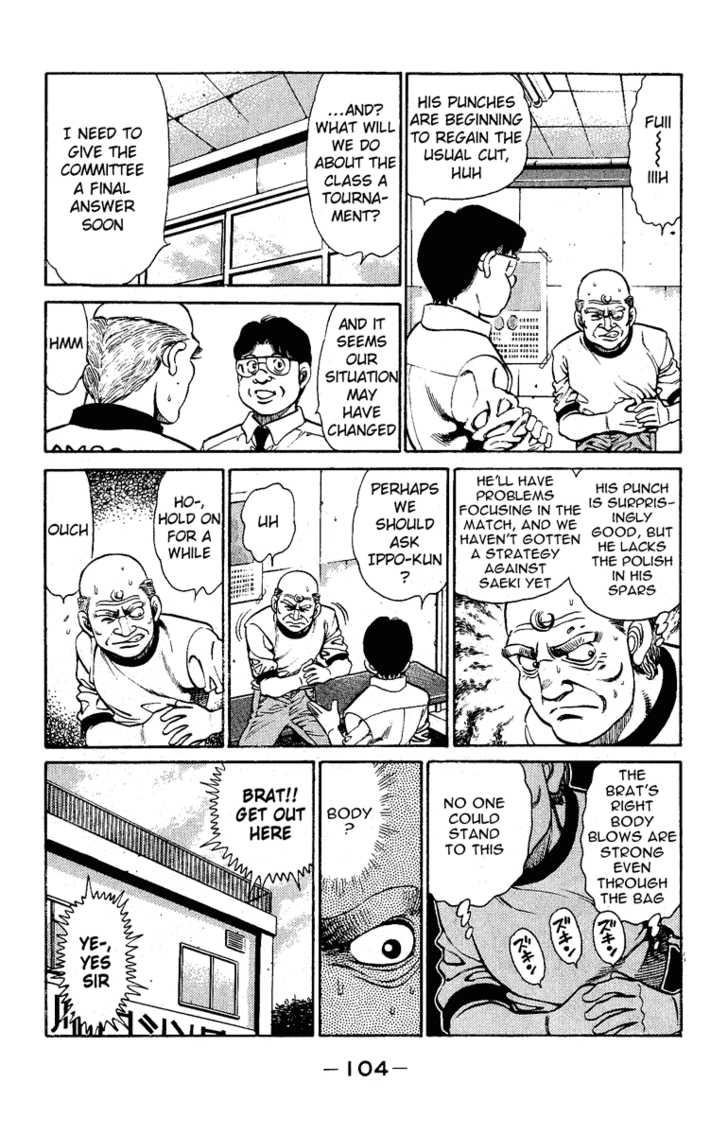 FUII
IIIH
HIS PUNCHES
ARE BEGINNING
TO REGAIN THE
USUAL CUT,
HUH
...AND?
WHAT WILL
WE DO
ABOUT THE
CLASS A
TOURNA-
MENT?
I NEED TO
GIVE THE
COMMITTEE
A FINAL
ANSWER
SOON
AND IT
SEEMS
OUR
SITUATION
MAY
HAVE
CHANGED
HMM
HIS PUNCH
IS SURPRIS-
INGLY
GOOD, BUT
HE LACKS
THE POLISH
IN HIS
SPARS
HE'LL HAVE
PROBLEMS
FOCUSING IN THE
MATCH, AND WE
HAVEN'T GOTTEN
A STRATEGY
AGAINST
SAEKI YET
PERHAPS
WE
SHOULD
ASK
IPPO-KUN
?
UH
HO-,
HOLD ON
FOR A
WHILE
OUCH
THE
BRAT'S
RIGHT
BODY
BLOWS ARE
STRONG
EVEN
THROUGH
THE BAG
NO ONE
COULD
STAND
TO THIS
ズキン
ズキン
ズキン
BODY
?
BRAT!!
GET OUT
HERE
YE-,
YES
SIR
-104-